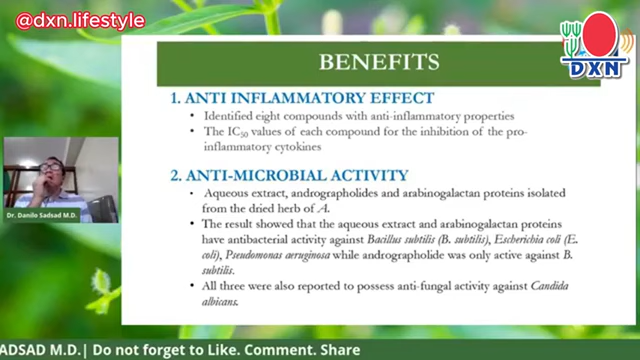 @dxn.lifestyle
DXN
BENEFITS
1. ANTI INFLAMMATORY EFFECT
• Identified eight compounds with anti-inflammatory properties
• The IC50 values of each compound for the inhibition of the pro-
inflammatory cytokines
2. ANTI-MICROBIAL ACTIVITY
• Aqueous extract, andrographolides and arabinogalactan proteins isolated
from the dried herb of A.
• The result showed that the aqueous extract and arabinogalactan proteins
have antibacterial activity against Bacillus subtilis (B. subtilis), Escherichia coli (E.
coli), Pseudomonas aeruginosa while andrographolide was only active against B.
subtilis.
• All three were also reported to possess anti-fungal activity against Candida
albicans.
Dr. Danilo Sadsad M.D.
ADSAD M.D.| Do not forget to Like. Comment. Share